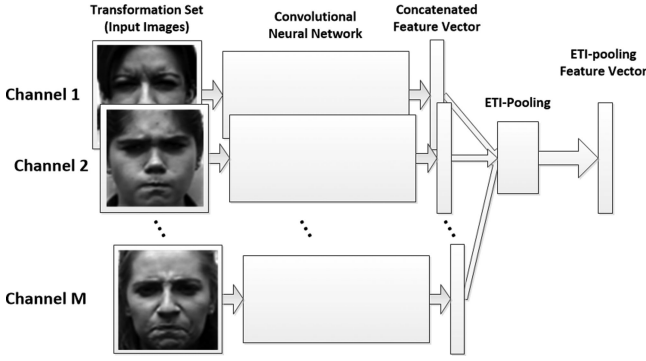 Transformation Set
(Input Images)
Convolutional
Neural Network
Concatenated
Feature Vector
ETI-pooling
Feature Vector
Channel 1
ETI-Pooling
Channel 2
Channel M